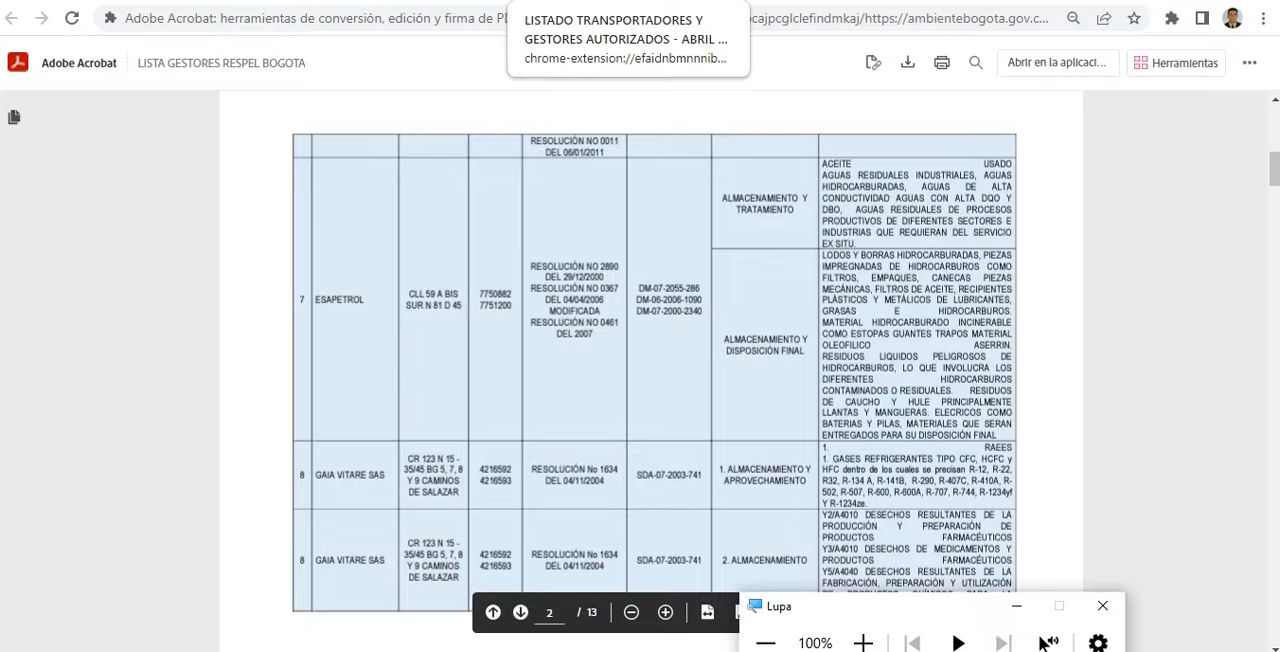 Adobe Acrobat: herramientas de conversión, edición y firma de PD
LISTADO TRANSPORTADORES Y
GESTORES AUTORIZADOS - ABRIL ...
chrome-extension://efaidnbmnnnib...
ocajpcglclefindmkaj/https://ambientebogota.gov.c...
Adobe Acrobat
LISTA GESTORES RESPEL BOGOTA
Abrir en la aplicaci...
Herramientas
RESOLUCIÓN NO 0011
DEL 06/01/2011
7
ESAPETROL
CLL 59 A BIS
SUR N 81 D 45
7750882
7751200
RESOLUCIÓN NO 2890
DEL 29/12/2000
RESOLUCIÓN NO 0367
DEL 04/04/2006
MODIFICADA
RESOLUCIÓN NO 0461
DEL 2007
DM-07-2055-286
DM-06-2006-1090
DM-07-2000-2340
ALMACENAMIENTO Y
TRATAMIENTO
ACEITE USADO
AGUAS RESIDUALES INDUSTRIALES, AGUAS
HIDROCARBURADAS, AGUAS DE ALTA
CONDUCTIVIDAD AGUAS CON ALTA DQO Y
DBO, AGUAS RESIDUALES DE PROCESOS
PRODUCTIVOS DE DIFERENTES SECTORES E
INDUSTRIAS QUE REQUIERAN DEL SERVICIO
EX SITU.
ALMACENAMIENTO Y
DISPOSICIÓN FINAL
LODOS Y BORRAS HIDROCARBURADAS, PIEZAS
IMPREGNADAS DE HIDROCARBUROS COMO
FILTROS, EMPAQUES, CANECAS PIEZAS
MECÁNICAS, FILTROS DE ACEITE, RECIPIENTES
PLÁSTICOS Y METÁLICOS DE LUBRICANTES,
GRASAS E HIDROCARBUROS.
MATERIAL HIDROCARBURADO INCINERABLE
COMO ESTOPAS GUANTES TRAPOS MATERIAL
OLEOFILICO ASERRIN.
RESIDUOS LIQUIDOS PELIGROSOS DE
HIDROCARBUROS, LO QUE INVOLUCRA LOS
DIFERENTES HIDROCARBUROS
CONTAMINADOS O RESIDUALES. RESIDUOS
DE CAUCHO Y HULE PRINCIPALMENTE
LLANTAS Y MANGUERAS. ELECRICOS COMO
BATERIAS Y PILAS, MATERIALES QUE SERAN
ENTREGADOS PARA SU DISPOSICIÓN FINAL
8
GAIA VITARE SAS
CR 123 N 15 -
35/45 BG 5, 7, 8
Y 9 CAMINOS
DE SALAZAR
4216592
4216593
RESOLUCIÓN No 1634
DEL 04/11/2004
SDA-07-2003-741
1. ALMACENAMIENTO Y
APROVECHAMIENTO
1. RAEES
1. GASES REFRIGERANTES TIPO CFC, HCFC y
HFC dentro de los cuales se precisan R-12, R-22,
R32, R-134 A, R-141B, R-290, R-407C, R-410A, R-
502, R-507, R-600, R-600A, R-707, R-744, R-1234yf
Y R-1234ze.
8
GAIA VITARE SAS
CR 123 N 15 -
35/45 BG 5, 7, 8
Y 9 CAMINOS
DE SALAZAR
4216592
4216593
RESOLUCIÓN No 1634
DEL 04/11/2004
SDA-07-2003-741
2. ALMACENAMIENTO
Y2/A4010 DESECHOS RESULTANTES DE LA
PRODUCCIÓN Y PREPARACIÓN DE
PRODUCTOS FARMACÉUTICOS
Y3/A4010 DESECHOS DE MEDICAMENTOS Y
PRODUCTOS FARMACÉUTICOS
Y5/A4040 DESECHOS RESULTANTES DE LA
FABRICACIÓN, PREPARACIÓN Y UTILIZACIÓN
2 / 13
Lupa
100%